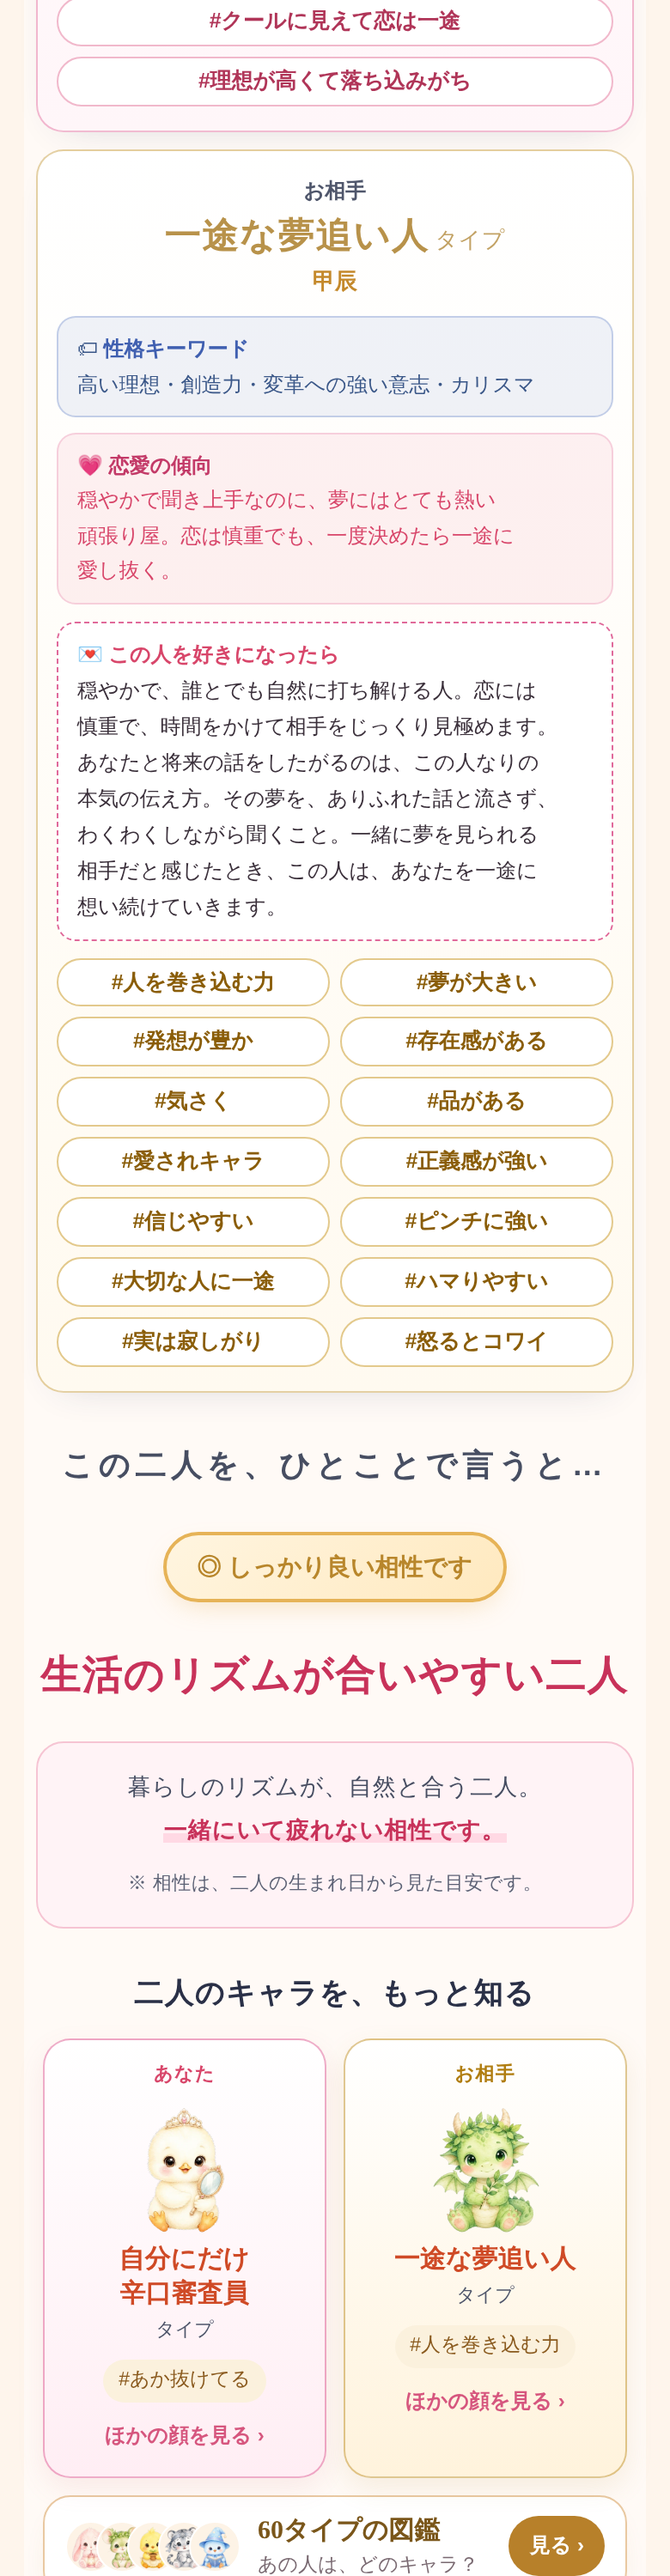 #クールに見えて恋は一途
#理想が高くて落ち込みがち
お相手
一途な夢追い人 タイプ
甲辰
性格キーワード
高い理想・創造力・変革への強い意志・カリスマ
恋愛の傾向
穏やかで聞き上手なのに、夢にはとても熱い
頑張り屋。恋は慎重でも、一度決めたら一途に
愛し抜く。
この人を好きになったら
穏やかで、誰とでも自然に打ち解ける人。恋には
慎重で、時間をかけて相手をじっくり見極めます。
あなたと将来の話をしたがるのは、この人なりの
本気の伝え方。その夢を、ありふれた話と流さず、
わくわくしながら聞くこと。一緒に夢を見られる
相手だと感じたとき、この人は、あなたを一途に
想い続けていきます。
#人を巻き込む力 #夢が大きい
#発想が豊か #存在感がある
#気さく #品がある
#愛されキャラ #正義感が強い
#信じやすい #ピンチに強い
#大切な人に一途 #ハマりやすい
#実は寂しがり #怒るとコワイ
この二人を、ひとことで言うと…
◎ しっかり良い相性です
生活のリズムが合いやすい二人
暮らしのリズムが、自然と合う二人。
一緒にいて疲れない相性です。
※ 相性は、二人の生まれ日から見た目安です。
二人のキャラを、もっと知る
あなた
自分にだけ
辛口審査員
タイプ
#あか抜けてる
ほかの顔を見る ›
お相手
一途な夢追い人
タイプ
#人を巻き込む力
ほかの顔を見る ›
60タイプの図鑑
あの人は、どのキャラ？
見る ›